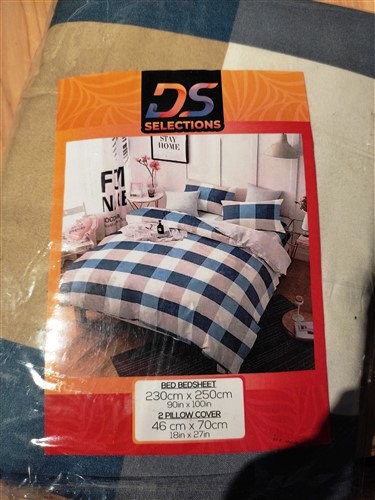 DS
SELECTIONS
STAY
HOME
BED BEDSHEET
230cm x 250cm
90in x 100in
2 PILLOW COVER
46 cm x 70cm
18in x 27in